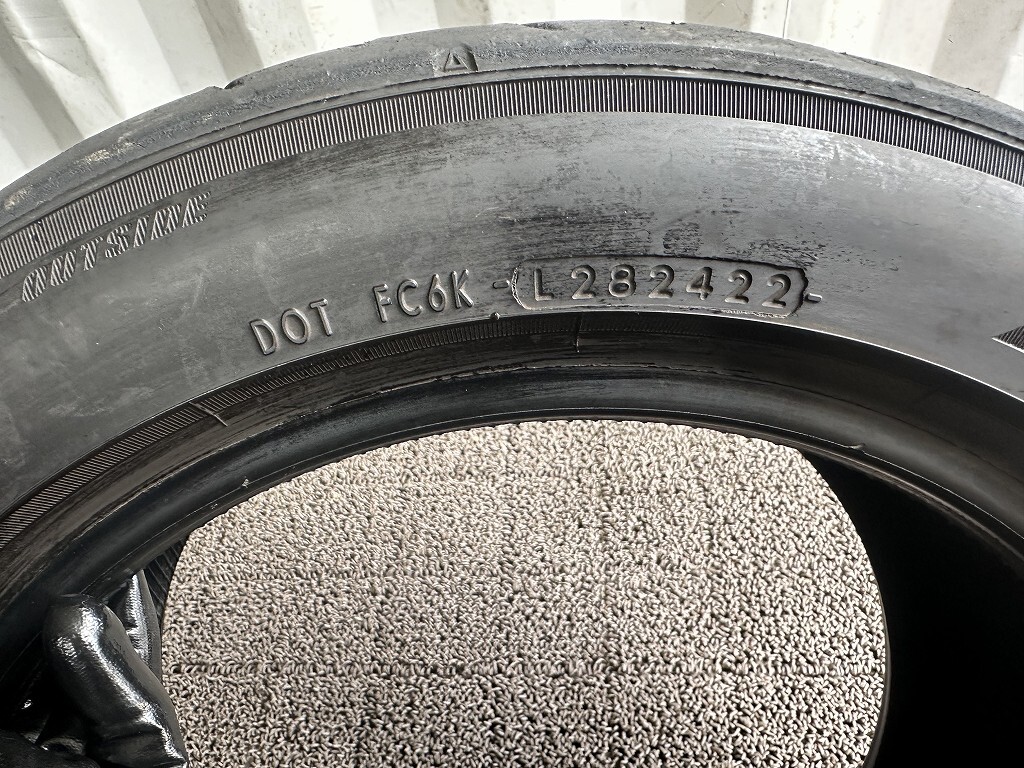 OUTSIDE
DOT FC6K - L282422 -